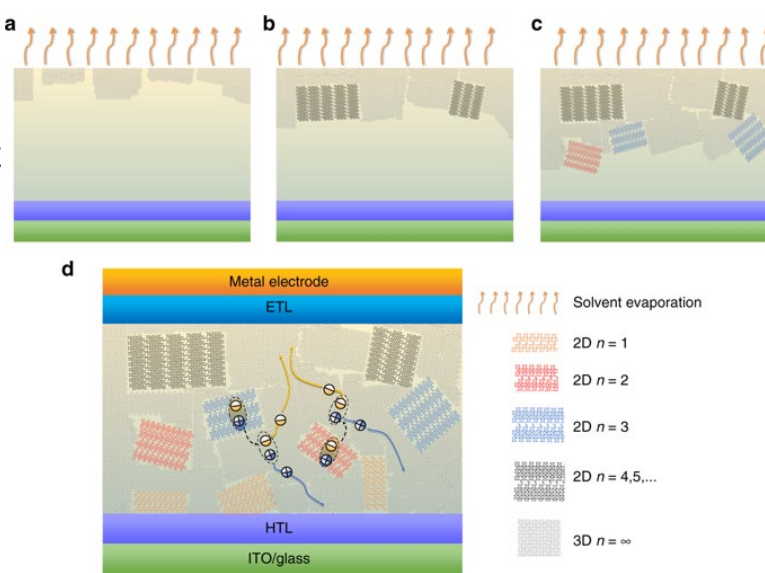 a
b
c
d
Metal electrode
ETL
HTL
ITO/glass
Solvent evaporation
2D n = 1
2D n = 2
2D n = 3
2D n = 4,5,...
3D n = ∞